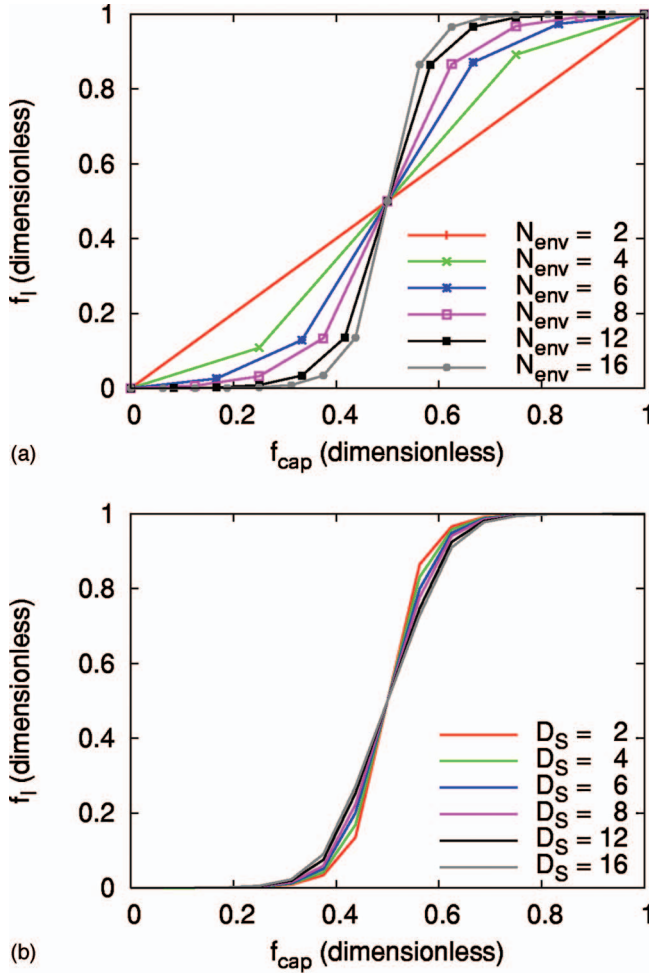 1
0.8
0.6
0.4
0.2
0
f_I (dimensionless)
N_env = 2
N_env = 4
N_env = 6
N_env = 8
N_env = 12
N_env = 16
0 0.2 0.4 0.6 0.8 1
(a)
f_cap (dimensionless)
1
0.8
0.6
0.4
0.2
0
f_I (dimensionless)
D_S = 2
D_S = 4
D_S = 6
D_S = 8
D_S = 12
D_S = 16
0 0.2 0.4 0.6 0.8 1
(b)
f_cap (dimensionless)